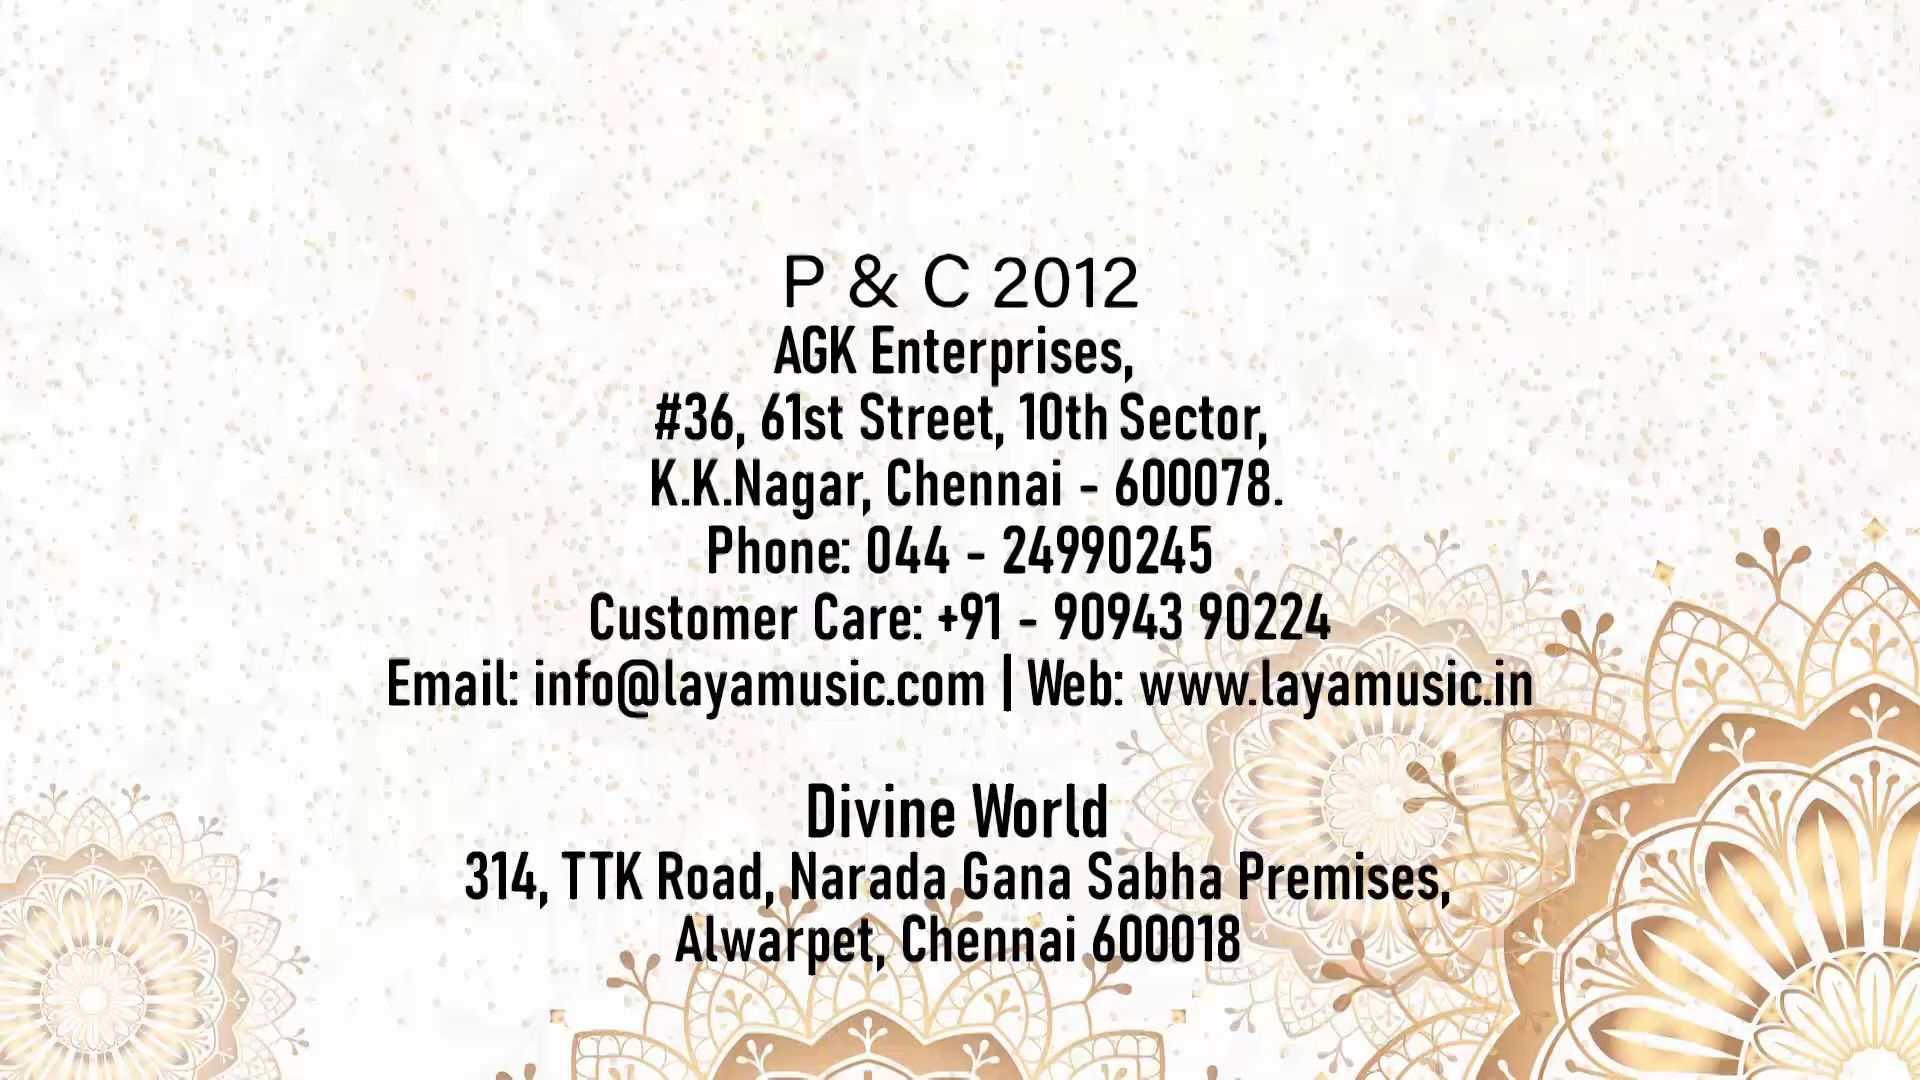 P & C 2012
AGK Enterprises,
#36, 61st Street, 10th Sector,
K.K.Nagar, Chennai - 600078.
Phone: 044 - 24990245
Customer Care: +91 - 90943 90224
Email: info@layamusic.com | Web: www.layamusic.in
Divine World
314, TTK Road, Narada Gana Sabha Premises,
Alwarpet, Chennai 600018